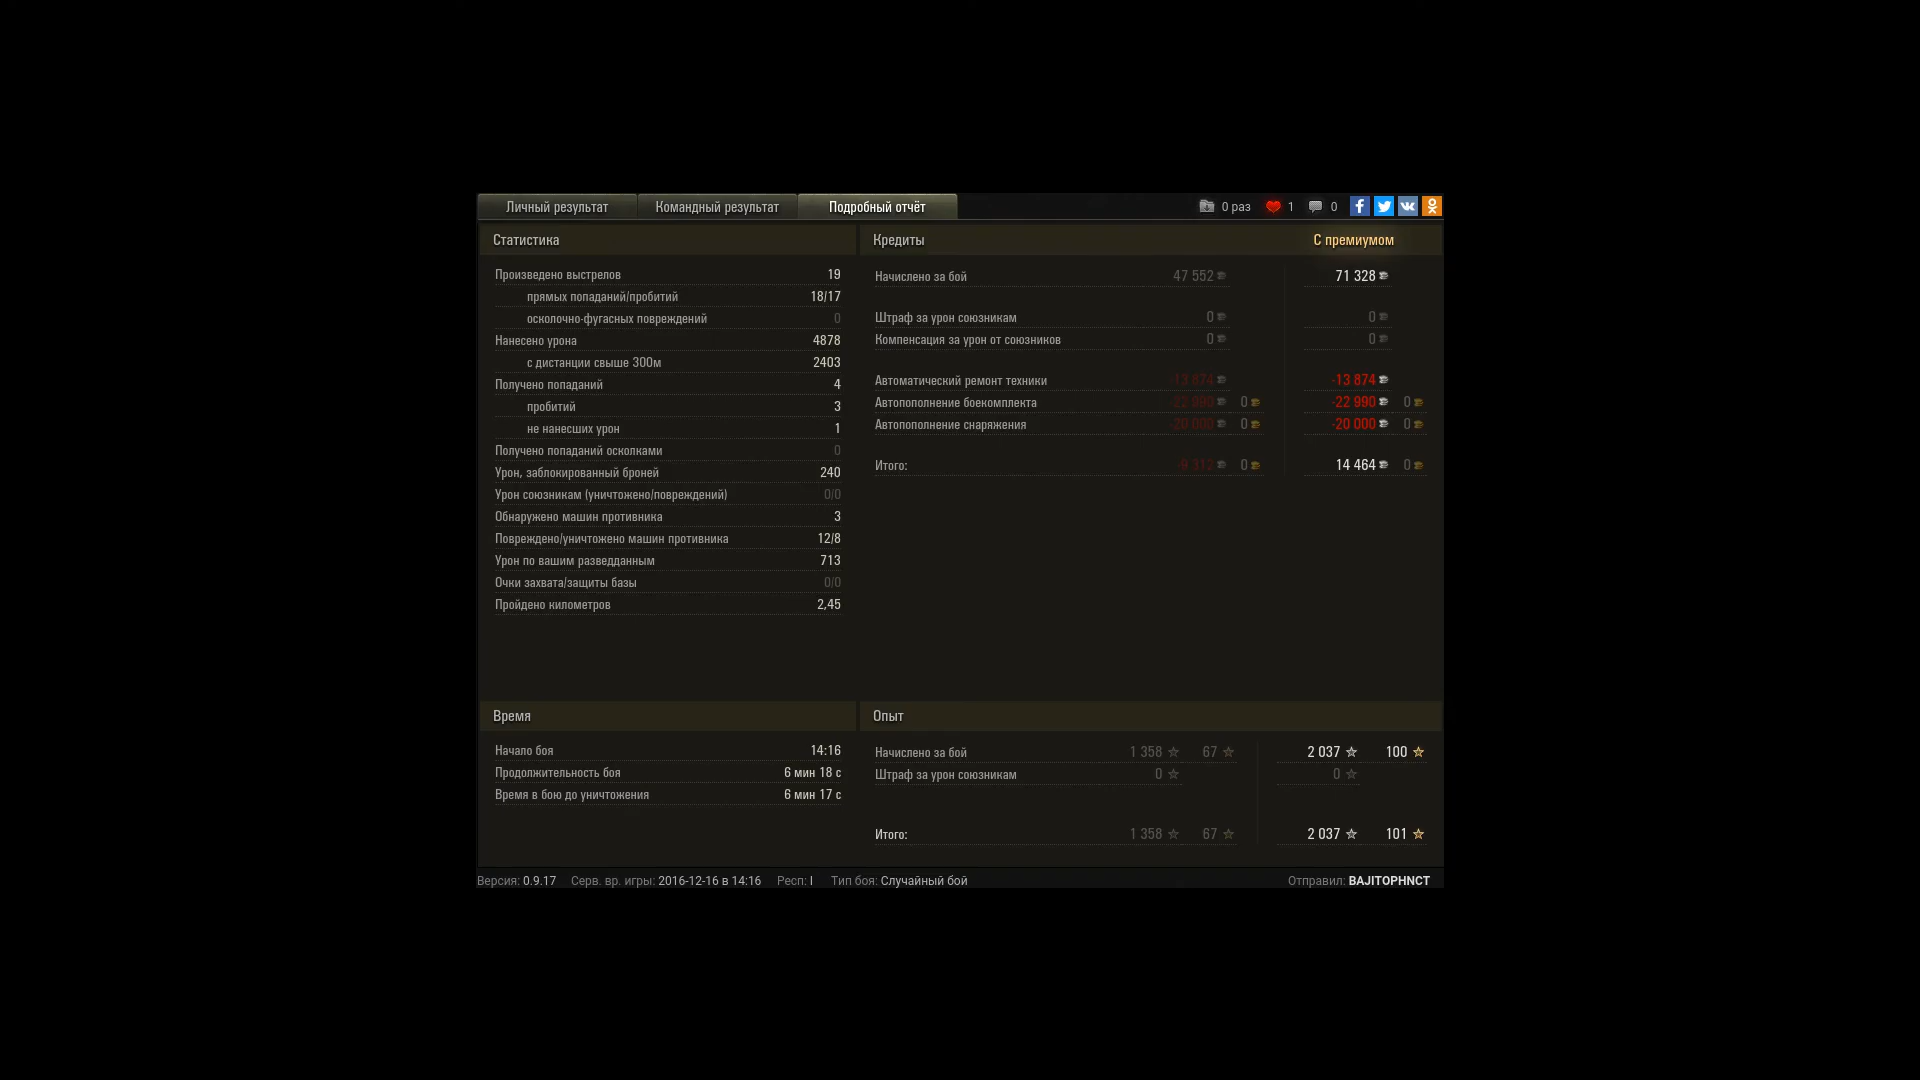 Личный результат Командный результат Подробный отчёт 0 раз 1 0
Статистика
Произведено выстрелов 19
прямых попаданий/пробитий 18/17
осколочно-фугасных повреждений 0
Нанесено урона 4878
с дистанции свыше 300м 2403
Получено попаданий 4
пробитий 3
не нанесших урон 1
Получено попаданий осколками 0
Урон, заблокированный броней 240
Урон союзникам (уничтожено/повреждений) 0/0
Обнаружено машин противника 3
Повреждено/уничтожено машин противника 12/8
Урон по вашим разведданным 713
Очки захвата/защиты базы 0/0
Пройдено километров 2,45
Кредиты С премиумом
Начислено за бой 47 552 71 328
Штраф за урон союзникам 0 0
Компенсация за урон от союзников 0 0
Автоматический ремонт техники -13 874 -13 874
Автопополнение боекомплекта -22 990 0 -22 990 0
Автопополнение снаряжения -20 000 0 -20 000 0
Итого: -9 312 0 14 464 0
Время
Начало боя 14:16
Продолжительность боя 6 мин 18 с
Время в бою до уничтожения 6 мин 17 с
Опыт
Начислено за бой 1 358 67 2 037 100
Штраф за урон союзникам 0 0
Итого: 1 358 67 2 037 101
Версия: 0.9.17 Серв. вр. игры: 2016-12-16 в 14:16 Респ: I Тип боя: Случайный бой Отправил: BAJITOPHNCT